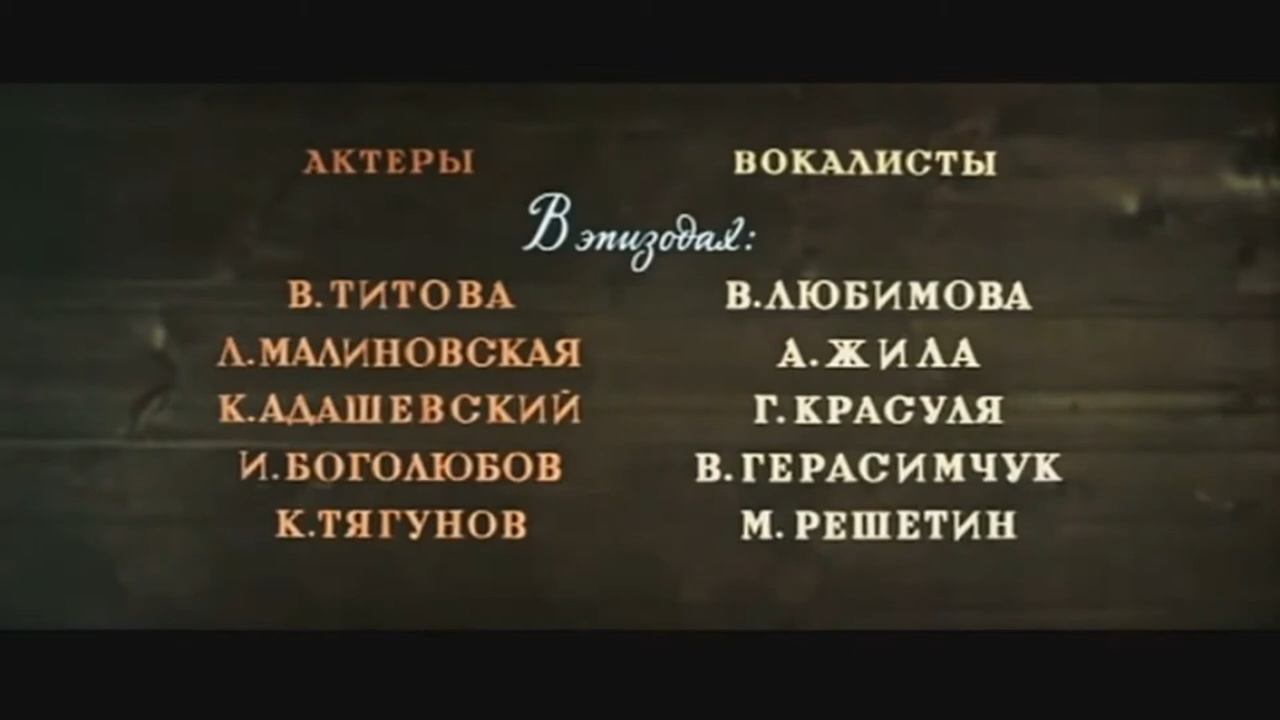 АКТЕРЫ ВОКАЛИСТЫ
В эпизодах:
В. ТИТОВА В. ЛЮБИМОВА
Л. МАЛИНОВСКАЯ А. ЖИЛА
К. АДАШЕВСКИЙ Г. КРАСУЛЯ
И. БОГОЛЮБОВ В. ГЕРАСИМЧУК
К. ТЯГУНОВ М. РЕШЕТИН